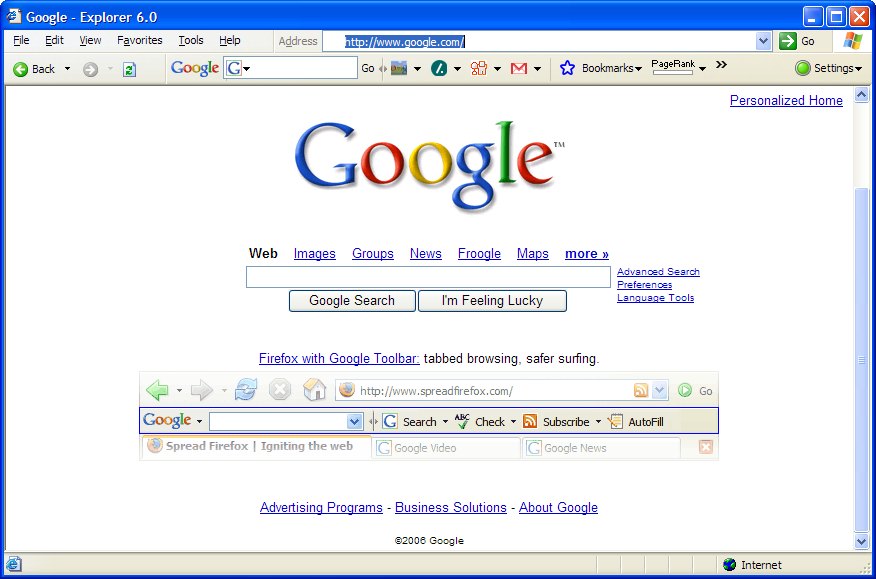 Google - Explorer 6.0
File Edit View Favorites Tools Help Address http://www.google.com/ Go
Back Google G Go Bookmarks PageRank » Settings
Personalized Home
Google™
Web Images Groups News Froogle Maps more »
Advanced Search
Preferences
Language Tools
Google Search I'm Feeling Lucky
Firefox with Google Toolbar: tabbed browsing, safer surfing.
http://www.spreadfirefox.com/ Go
Google G Search ABC Check Subscribe AutoFill
Spread Firefox | Igniting the web G Google Video G Google News
Advertising Programs - Business Solutions - About Google
©2006 Google
Internet